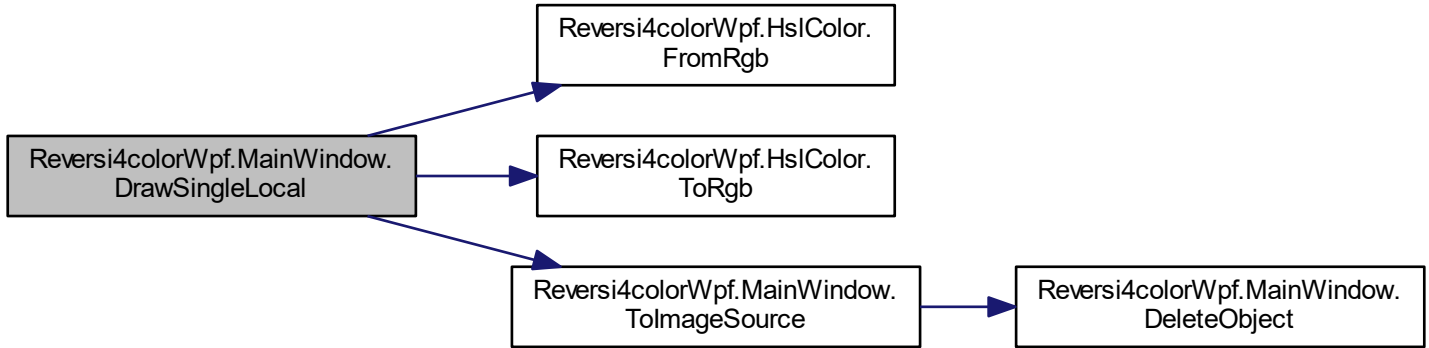 Reversi4colorWpf.HslColor.
FromRgb
Reversi4colorWpf.MainWindow.
DrawSingleLocal
Reversi4colorWpf.HslColor.
ToRgb
Reversi4colorWpf.MainWindow.
ToImageSource
Reversi4colorWpf.MainWindow.
DeleteObject